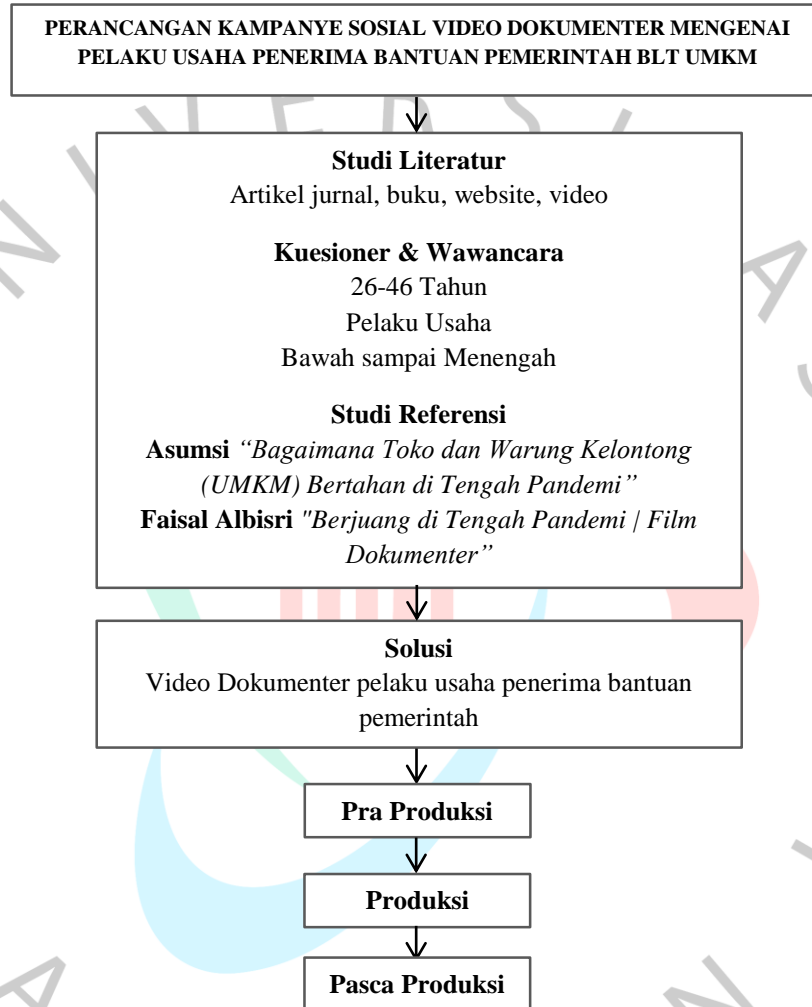 PERANCANGAN KAMPANYE SOSIAL VIDEO DOKUMENTER MENGENAI
PELAKU USAHA PENERIMA BANTUAN PEMERINTAH BLT UMKM
Studi Literatur
Artikel jurnal, buku, website, video
Kuesioner & Wawancara
26-46 Tahun
Pelaku Usaha
Bawah sampai Menengah
Studi Referensi
Asumsi “Bagaimana Toko dan Warung Kelontong
(UMKM) Bertahan di Tengah Pandemi”
Faisal Albisri "Berjuang di Tengah Pandemi | Film
Dokumenter”
Solusi
Video Dokumenter pelaku usaha penerima bantuan
pemerintah
Pra Produksi
Produksi
Pasca Produksi